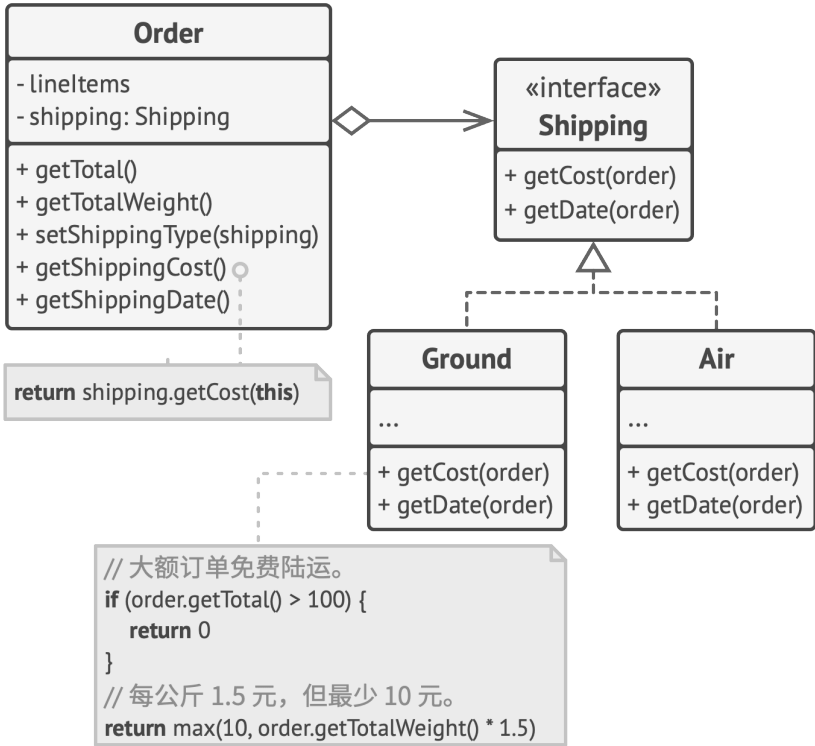 Order
- lineItems
- shipping: Shipping
+ getTotal()
+ getTotalWeight()
+ setShippingType(shipping)
+ getShippingCost()
+ getShippingDate()
return shipping.getCost(this)
«interface»
Shipping
+ getCost(order)
+ getDate(order)
Ground
...
+ getCost(order)
+ getDate(order)
Air
...
+ getCost(order)
+ getDate(order)
// 大额订单免费陆运。
if (order.getTotal() > 100) {
return 0
}
// 每公斤 1.5 元，但最少 10 元。
return max(10, order.getTotalWeight() * 1.5)